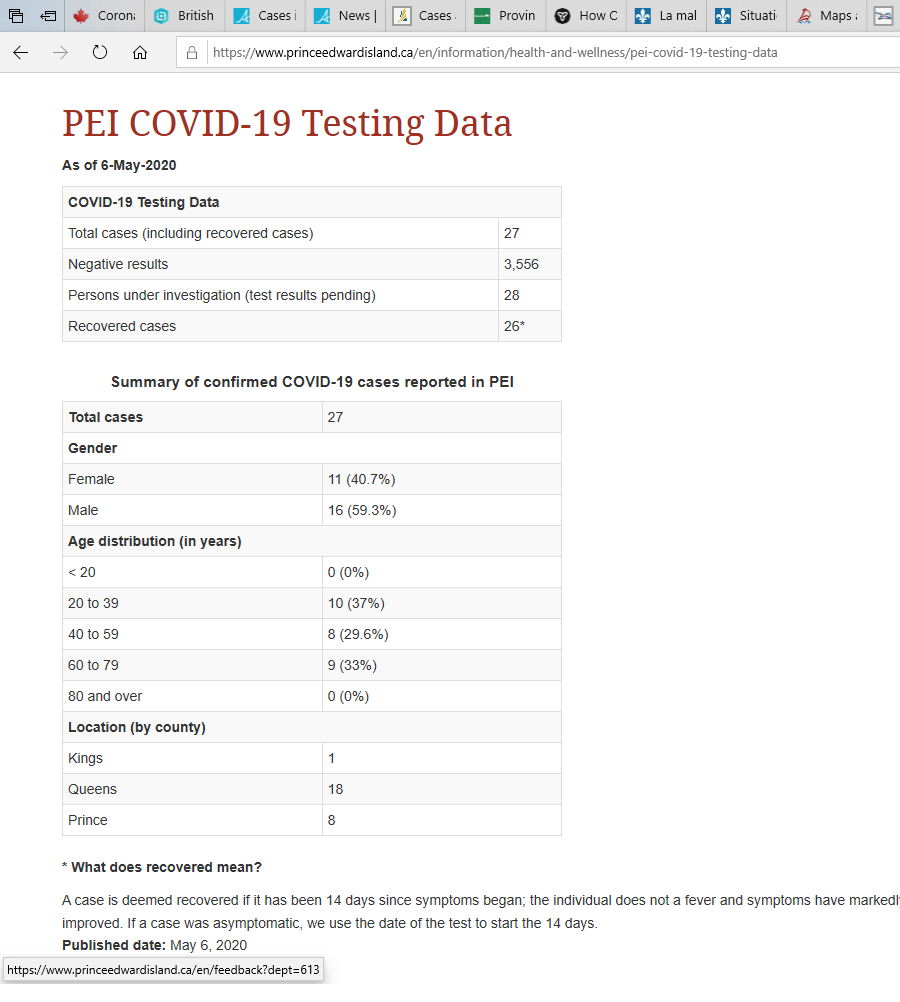 Corona
British
Cases i
News |
Cases
Provin
How C
La mal
Situati
Maps a
https://www.princeedwardisland.ca/en/information/health-and-wellness/pei-covid-19-testing-data
PEI COVID-19 Testing Data
As of 6-May-2020
COVID-19 Testing Data
Total cases (including recovered cases) 27
Negative results 3,556
Persons under investigation (test results pending) 28
Recovered cases 26*
Summary of confirmed COVID-19 cases reported in PEI
Total cases 27
Gender
Female 11 (40.7%)
Male 16 (59.3%)
Age distribution (in years)
< 20 0 (0%)
20 to 39 10 (37%)
40 to 59 8 (29.6%)
60 to 79 9 (33%)
80 and over 0 (0%)
Location (by county)
Kings 1
Queens 18
Prince 8
* What does recovered mean?
A case is deemed recovered if it has been 14 days since symptoms began; the individual does not a fever and symptoms have markedl
improved. If a case was asymptomatic, we use the date of the test to start the 14 days.
Published date: May 6, 2020
https://www.princeedwardisland.ca/en/feedback?dept=613